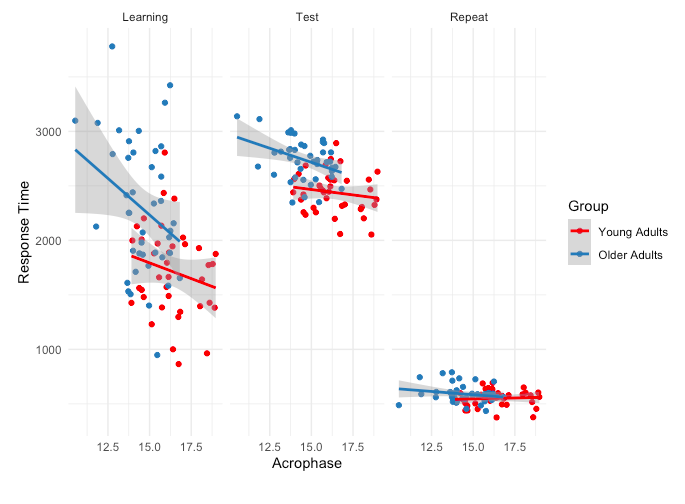 Learning Test Repeat
3000
2000
1000
Response Time
12.5 15.0 17.5 12.5 15.0 17.5 12.5 15.0 17.5
Acrophase
Group
Young Adults
Older Adults